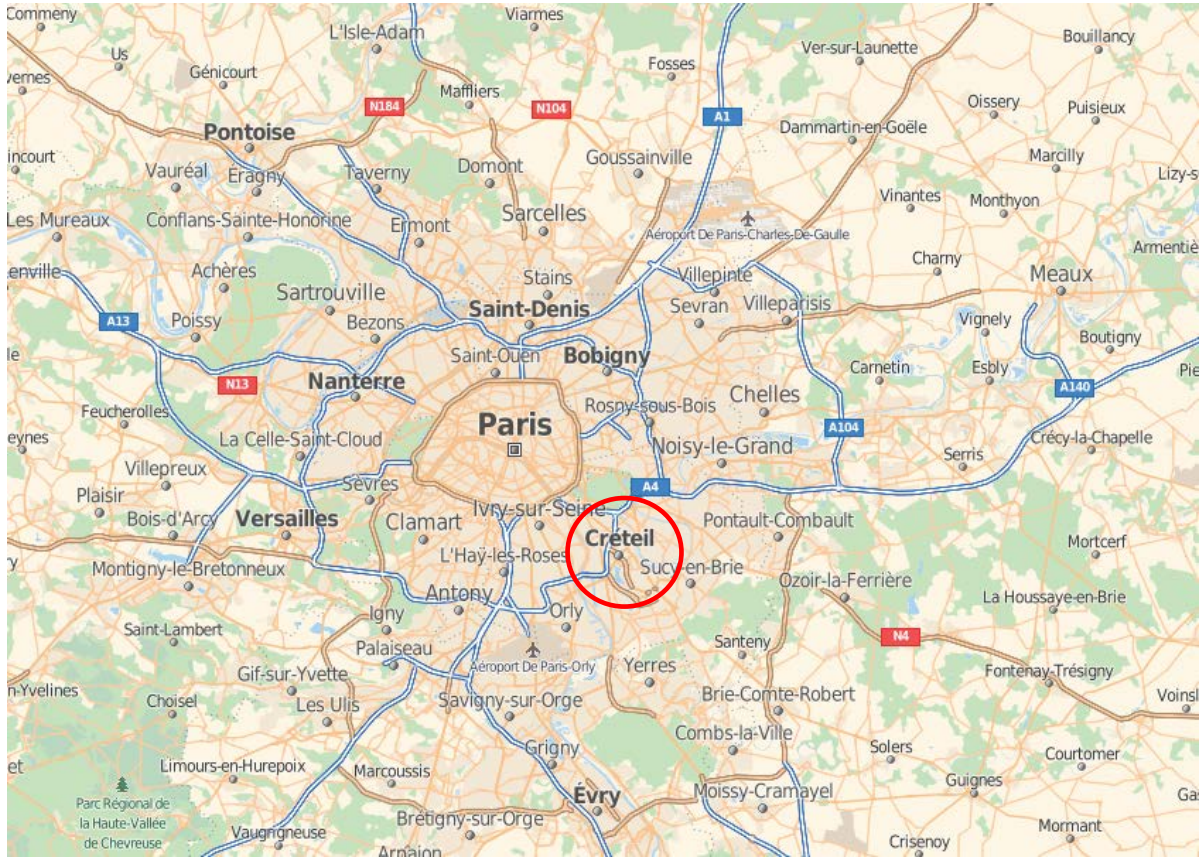 Commeny
Viarmes
L'Isle-Adam
Bouillancy
Us
Ver-sur-Launette
Fosses
Génicourt
Maffliers
N184
N104
A1
Oissery
Puisieux
Pontoise
Dammartin-en-Goële
Marcilly
Goussainville
Vauréal
Éragny
Taverny
Domont
Vinantes
Monthyon
Les Mureaux
Conflans-Sainte-Honorine
Ermont
Sarcelles
Aéroport De Paris-Charles-De-Gaulle
Charny
Achères
Stains
Villepinte
Meaux
Sartrouville
Sevran
Villeparisis
Saint-Denis
A13
Poissy
Bezons
Vignely
Boutigny
Saint-Ouen
Bobigny
Carnetin
Esbly
N13
Nanterre
Chelles
A140
Feucherolles
Paris
Rosny-sous-Bois
A104
La Celle-Saint-Cloud
Noisy-le-Grand
Crécy-la-Chapelle
Serris
Villepreux
Sèvres
A4
Plaisir
Bois-d'Arcy
Versailles
Clamart
Ivry-sur-Seine
Pontault-Combault
Créteil
Mortcerf
L'Haÿ-les-Roses
Sucy-en-Brie
Montigny-le-Bretonneux
Ozoir-la-Ferrière
Antony
La Houssaye-en-Brie
Igny
Orly
Saint-Lambert
N4
Palaiseau
Santeny
Aéroport De Paris-Orly
Yerres
Gif-sur-Yvette
Fontenay-Trésigny
Choisel
Les Ulis
Savigny-sur-Orge
Brie-Comte-Robert
Combs-la-Ville
Grigny
Solers
Courtomer
Limours-en-Hurepoix
Marcoussis
Guignes
Évry
Moissy-Cramayel
Parc Régional de
la Haute-Vallée
de Chevreuse
Brétigny-sur-Orge
Vaugrigneuse
Mormant
Crisenoy
Arpajon